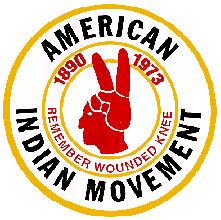 AMERICAN
1890 1973
REMEMBER WOUNDED KNEE
INDIAN MOVEMENT